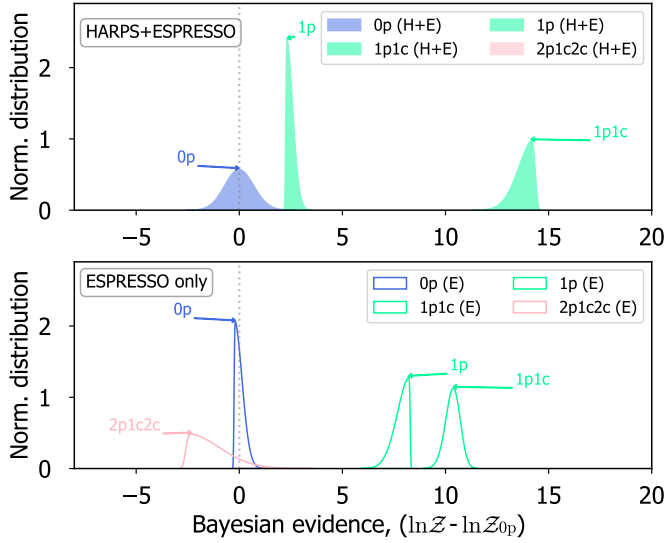 HARPS+ESPRESSO
0p (H+E)
1p (H+E)
1p1c (H+E)
2p1c2c (H+E)
1p
1p1c
0p
Norm. distribution
2
1
0
−5 0 5 10 15 20
ESPRESSO only
0p (E)
1p (E)
1p1c (E)
2p1c2c (E)
0p
1p
1p1c
2p1c2c
Norm. distribution
2
1
0
−5 0 5 10 15 20
Bayesian evidence, (ln𝒵 - ln𝒵₀ₚ)